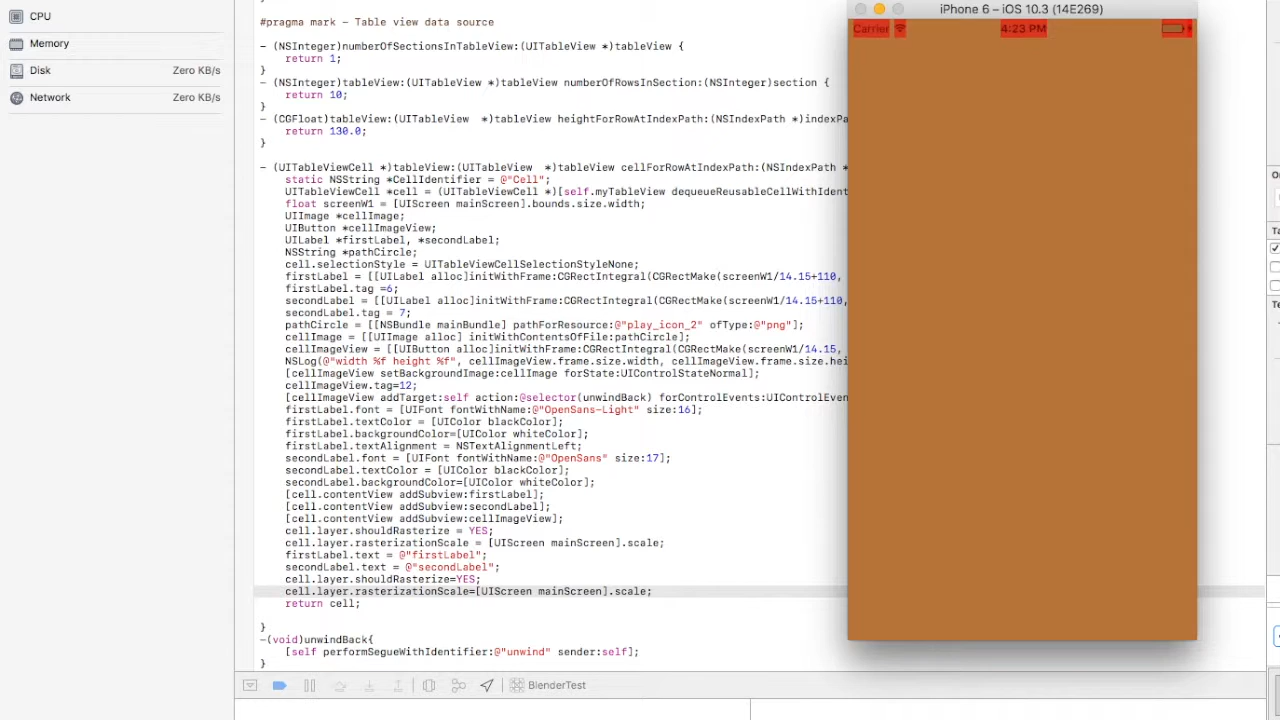 CPU
Memory
Disk Zero KB/s
Network Zero KB/s
#pragma mark - Table view data source
- (NSInteger)numberOfSectionsInTableView:(UITableView *)tableView {
return 1;
}
- (NSInteger)tableView:(UITableView *)tableView numberOfRowsInSection:(NSInteger)section {
return 10;
}
- (CGFloat)tableView:(UITableView *)tableView heightForRowAtIndexPath:(NSIndexPath *)indexPa
return 130.0;
}
- (UITableViewCell *)tableView:(UITableView *)tableView cellForRowAtIndexPath:(NSIndexPath *
static NSString *CellIdentifier = @"Cell";
UITableViewCell *cell = (UITableViewCell *)[self.myTableView dequeueReusableCellWithIdent
float screenW1 = [UIScreen mainScreen].bounds.size.width;
UIImage *cellImage;
UIButton *cellImageView;
UILabel *firstLabel, *secondLabel;
NSString *pathCircle;
cell.selectionStyle = UITableViewCellSelectionStyleNone;
firstLabel = [[UILabel alloc]initWithFrame:CGRectIntegral(CGRectMake(screenW1/14.15+110,
firstLabel.tag =6;
secondLabel = [[UILabel alloc]initWithFrame:CGRectIntegral(CGRectMake(screenW1/14.15+110,
secondLabel.tag = 7;
pathCircle = [[NSBundle mainBundle] pathForResource:@"play_icon_2" ofType:@"png"];
cellImage = [[UIImage alloc] initWithContentsOfFile:pathCircle];
cellImageView = [[UIButton alloc]initWithFrame:CGRectIntegral(CGRectMake(screenW1/14.15,
NSLog(@"width %f height %f", cellImageView.frame.size.width, cellImageView.frame.size.hei
[cellImageView setBackgroundImage:cellImage forState:UIControlStateNormal];
cellImageView.tag=12;
[cellImageView addTarget:self action:@selector(unwindBack) forControlEvents:UIControlEven
firstLabel.font = [UIFont fontWithName:@"OpenSans-Light" size:16];
firstLabel.textColor = [UIColor blackColor];
firstLabel.backgroundColor=[UIColor whiteColor];
firstLabel.textAlignment = NSTextAlignmentLeft;
secondLabel.font = [UIFont fontWithName:@"OpenSans" size:17];
secondLabel.textColor = [UIColor blackColor];
secondLabel.backgroundColor=[UIColor whiteColor];
[cell.contentView addSubview:firstLabel];
[cell.contentView addSubview:secondLabel];
[cell.contentView addSubview:cellImageView];
cell.layer.shouldRasterize = YES;
cell.layer.rasterizationScale = [UIScreen mainScreen].scale;
firstLabel.text = @"firstLabel";
secondLabel.text = @"secondLabel";
cell.layer.shouldRasterize=YES;
cell.layer.rasterizationScale=[UIScreen mainScreen].scale;
return cell;
}
-(void)unwindBack{
[self performSegueWithIdentifier:@"unwind" sender:self];
}
BlenderTest
iPhone 6 – iOS 10.3 (14E269)
Carrier 4:23 PM